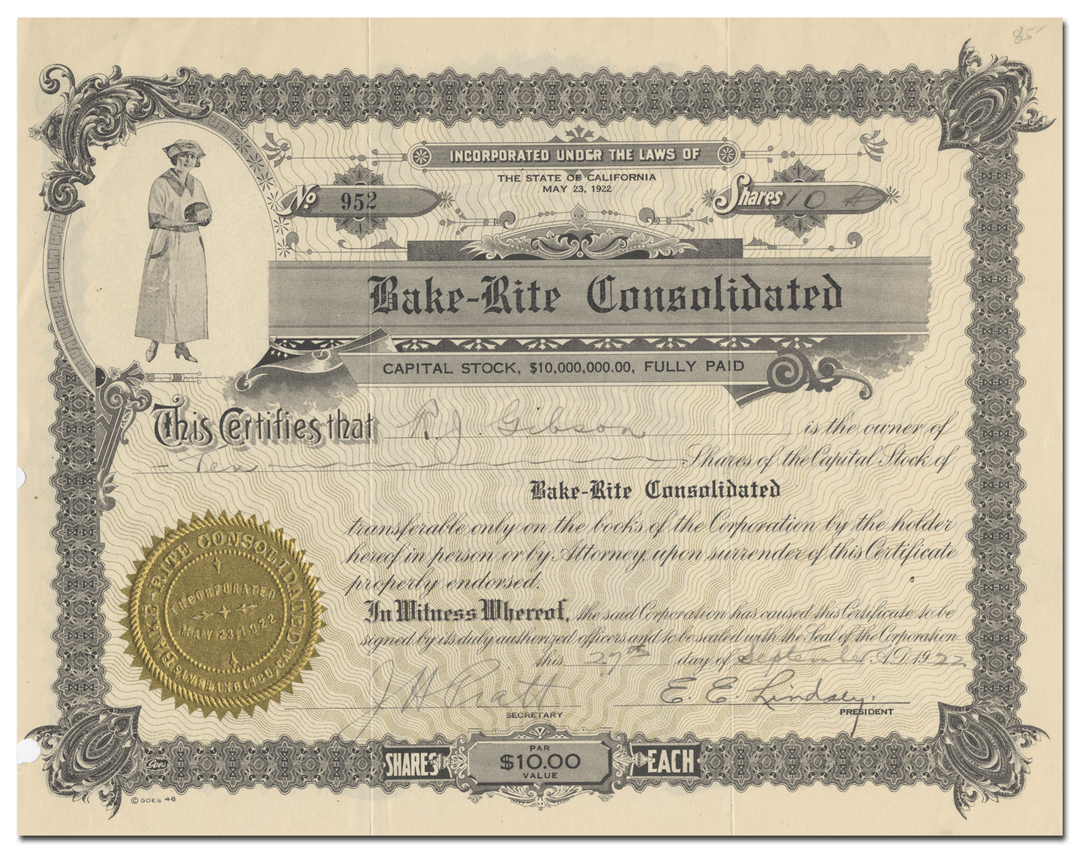 85-
INCORPORATED UNDER THE LAWS OF
THE STATE OF CALIFORNIA
MAY 23, 1922
No 952
Shares 10 #
Bake-Rite Consolidated
CAPITAL STOCK, $10,000,000.00, FULLY PAID
This Certifies that R. J. Gibson is the owner of
Ten Shares of the Capital Stock of
Bake-Rite Consolidated
transferable only on the books of the Corporation by the holder
hereof in person or by Attorney, upon surrender of this Certificate
properly endorsed.
In Witness Whereof, the said Corporation has caused this Certificate to be
signed by its duly authorized officers and to be sealed with the Seal of the Corporation
this 27th day of September A.D. 1922
BAKE-RITE CONSOLIDATED
INCORPORATED
MAY 23, 1922
SAN FRANCISCO, CAL.
J H Pratt
SECRETARY
E. E. Lindsey.
PRESIDENT
SHARES
PAR
$10.00
VALUE
EACH
Goes
© GOES 46